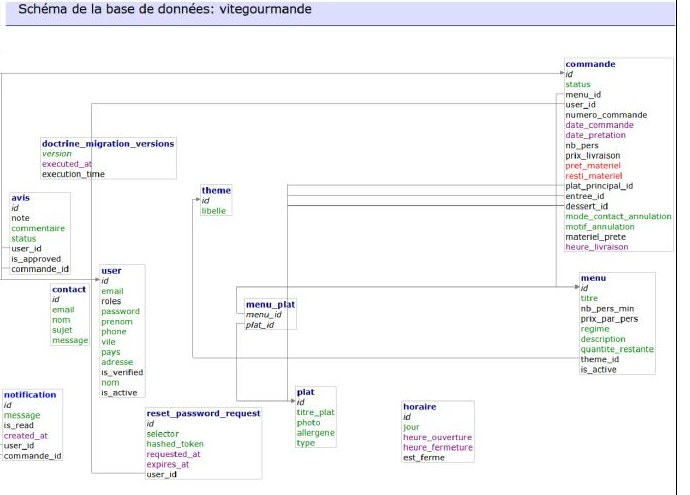 Schéma de la base de données: vitegourmande
commande
id
status
menu_id
user_id
numero_commande
date_commande
date_pretation
nb_pers
prix_livraison
pret_materiel
resti_materiel
plat_principal_id
entree_id
dessert_id
mode_contact_annulation
motif_annulation
materiel_prete
heure_livraison
doctrine_migration_versions
version
executed_at
execution_time
theme
id
libelle
avis
id
note
commentaire
status
user_id
is_approved
commande_id
user
id
email
roles
password
prenom
phone
vile
pays
adresse
is_verified
nom
is_active
contact
id
email
nom
sujet
message
menu_plat
menu_id
plat_id
menu
id
titre
nb_pers_min
prix_par_pers
regime
description
quantite_restante
theme_id
is_active
notification
id
message
is_read
created_at
user_id
commande_id
reset_password_request
id
selector
hashed_token
requested_at
expires_at
user_id
plat
id
titre_plat
photo
allergene
type
horaire
id
jour
heure_ouverture
heure_fermeture
est_ferme